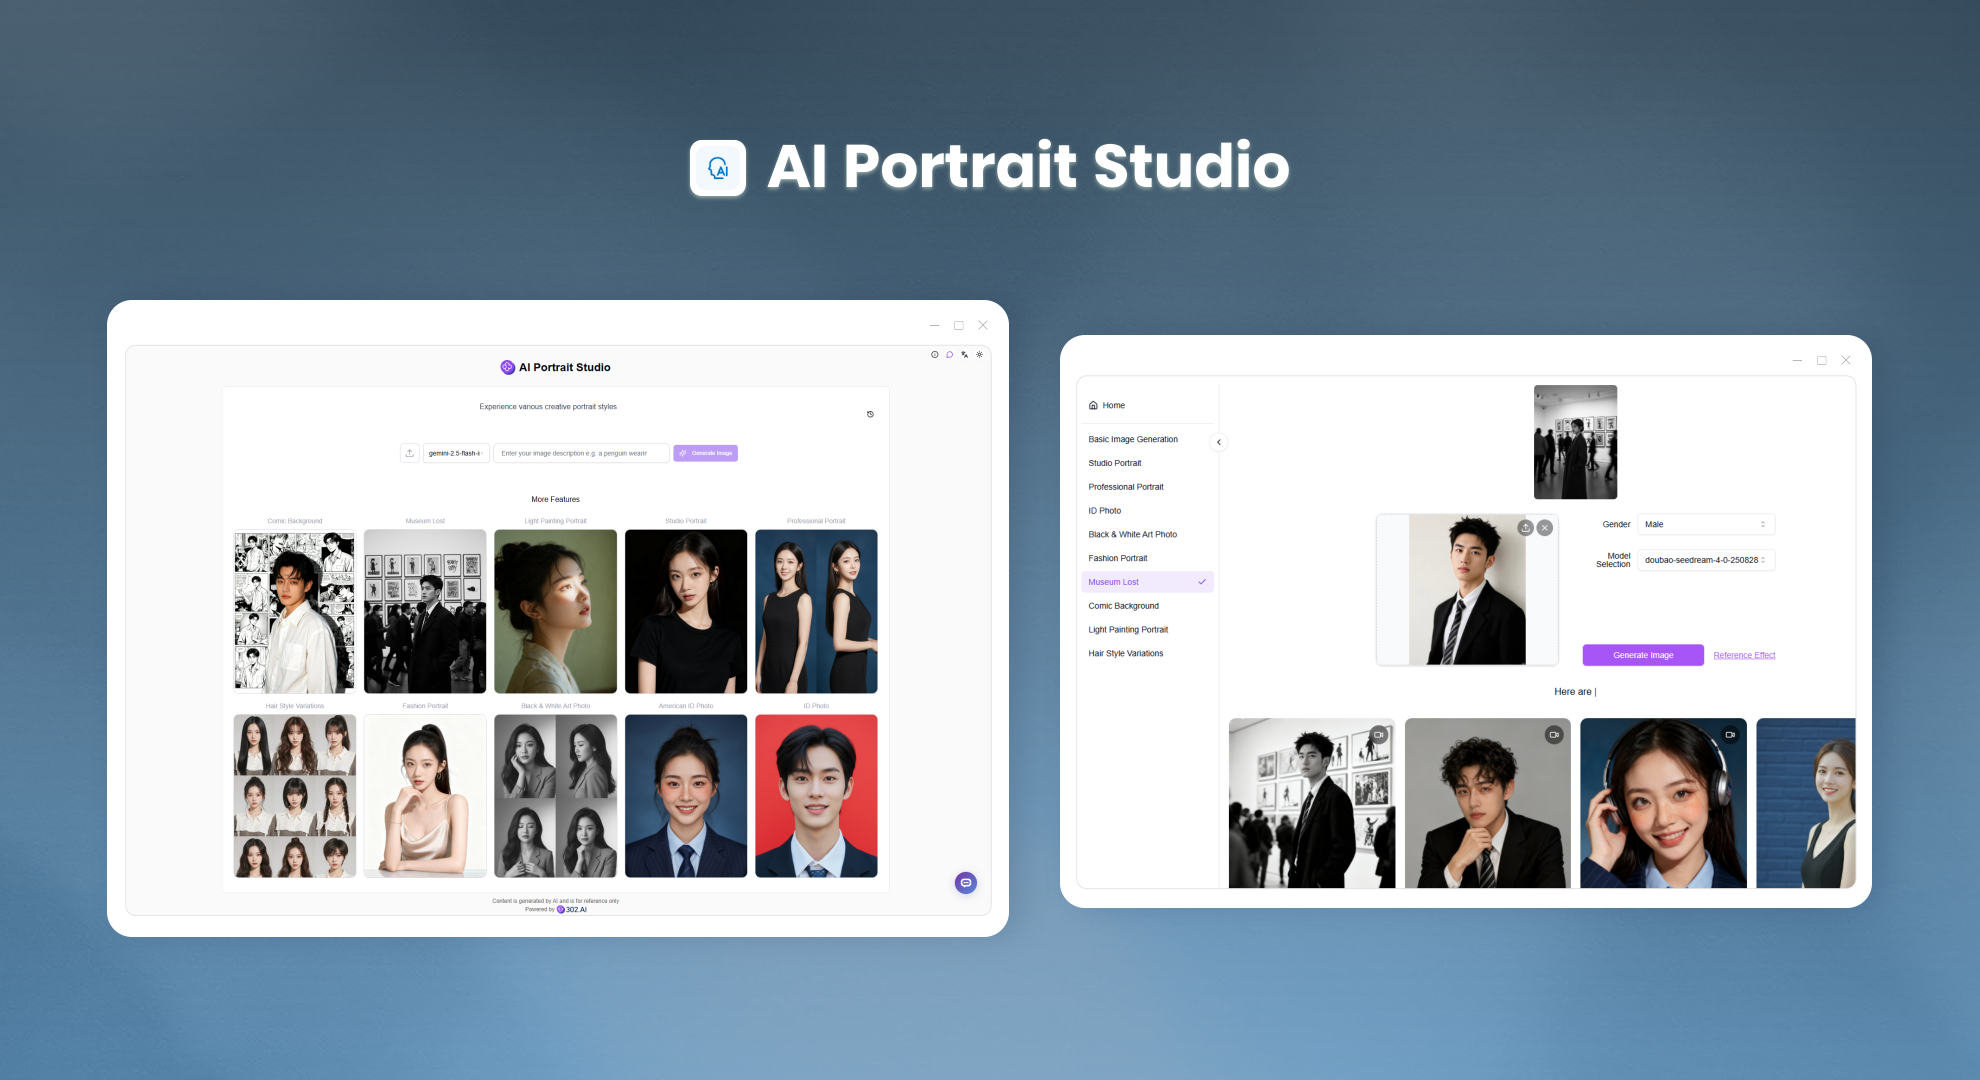 AI
AI Portrait Studio
AI Portrait Studio
Experience various creative portrait styles
gemini-2.5-flash-i
Enter your image description e.g. a penguin wearin
Generate Image
More Features
Comic Background
Museum Lost
Light Painting Portrait
Studio Portrait
Professional Portrait
Hair Style Variations
Fashion Portrait
Black & White Art Photo
American ID Photo
ID Photo
Content is generated by AI and is for reference only
Powered by 302.AI
Home
Basic Image Generation
Studio Portrait
Professional Portrait
ID Photo
Black & White Art Photo
Fashion Portrait
Museum Lost
Comic Background
Light Painting Portrait
Hair Style Variations
Gender
Male
Model
Selection
doubao-seedream-4-0-250828
Generate Image
Reference Effect
Here are |